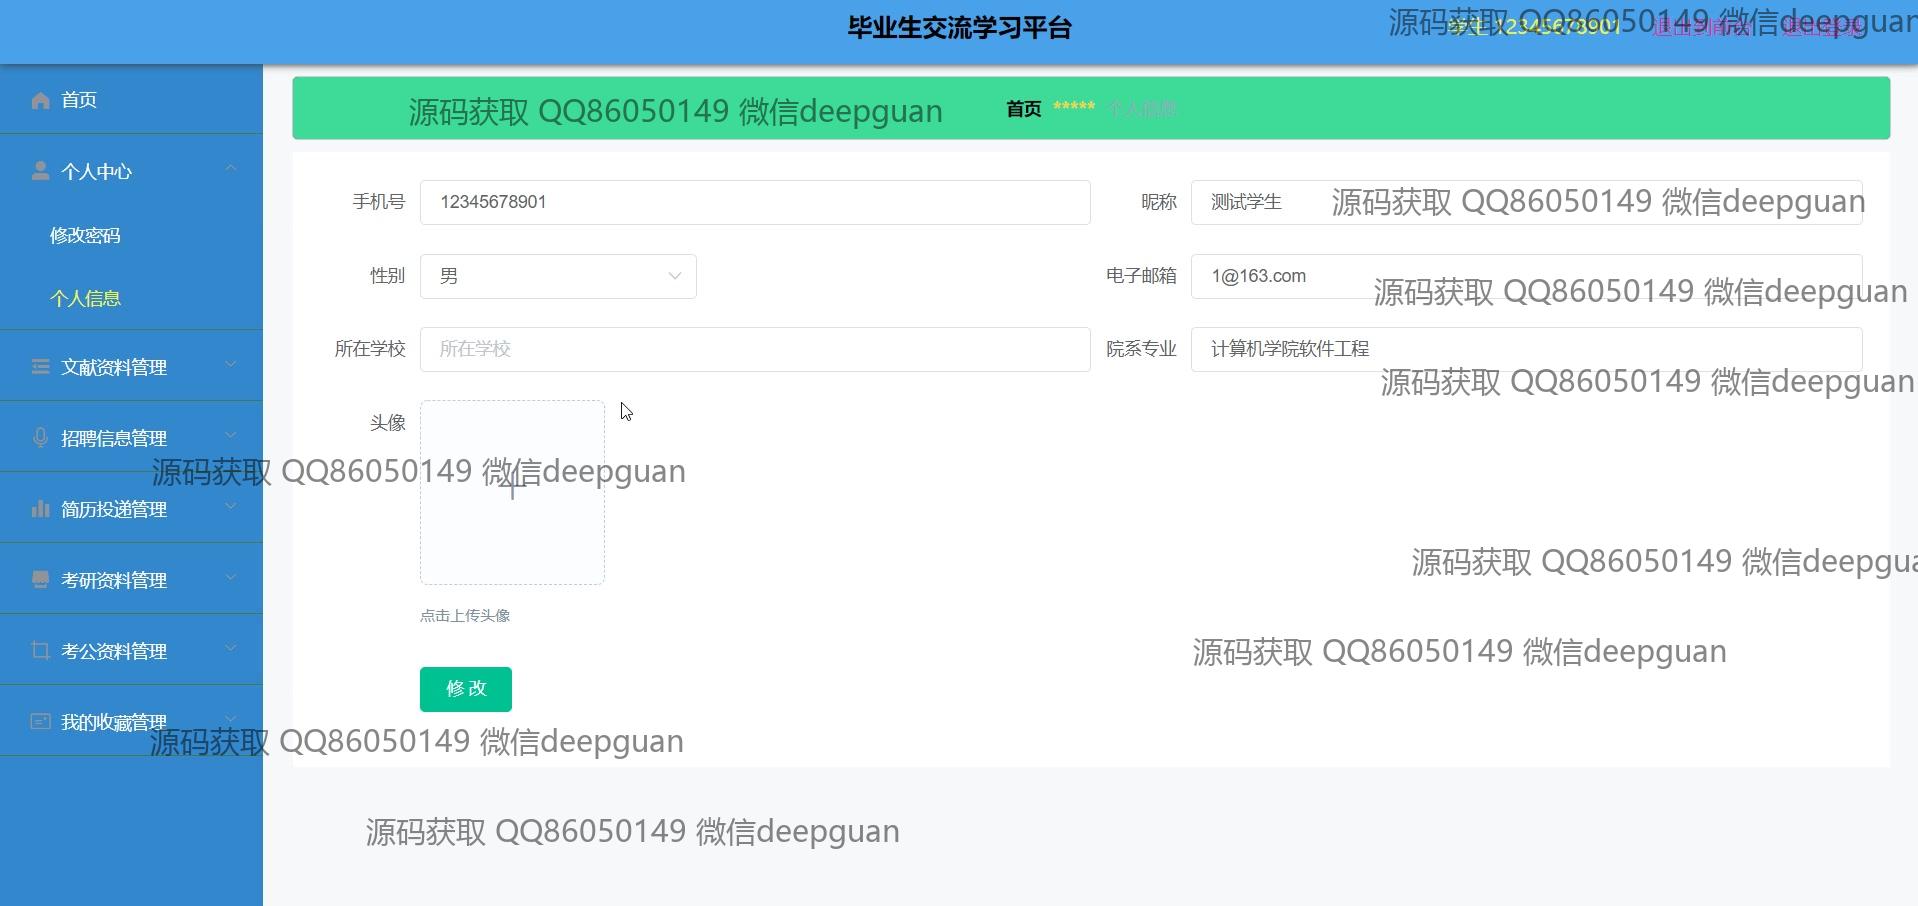 毕业生交流学习平台
学生 12345678901 退出到前台 退出登录
源码获取 QQ86050149 微信deepguan
首页
个人中心
修改密码
个人信息
文献资料管理
招聘信息管理
简历投递管理
考研资料管理
考公资料管理
我的收藏管理
源码获取 QQ86050149 微信deepguan
首页 ***** 个人信息
手机号 12345678901 昵称 测试学生
源码获取 QQ86050149 微信deepguan
性别 男 电子邮箱 1@163.com
源码获取 QQ86050149 微信deepguan
所在学校 所在学校 院系专业 计算机学院软件工程
源码获取 QQ86050149 微信deepguan
头像
源码获取 QQ86050149 微信deepguan
源码获取 QQ86050149 微信deepgua
点击上传头像
源码获取 QQ86050149 微信deepguan
修改
源码获取 QQ86050149 微信deepguan
源码获取 QQ86050149 微信deepguan